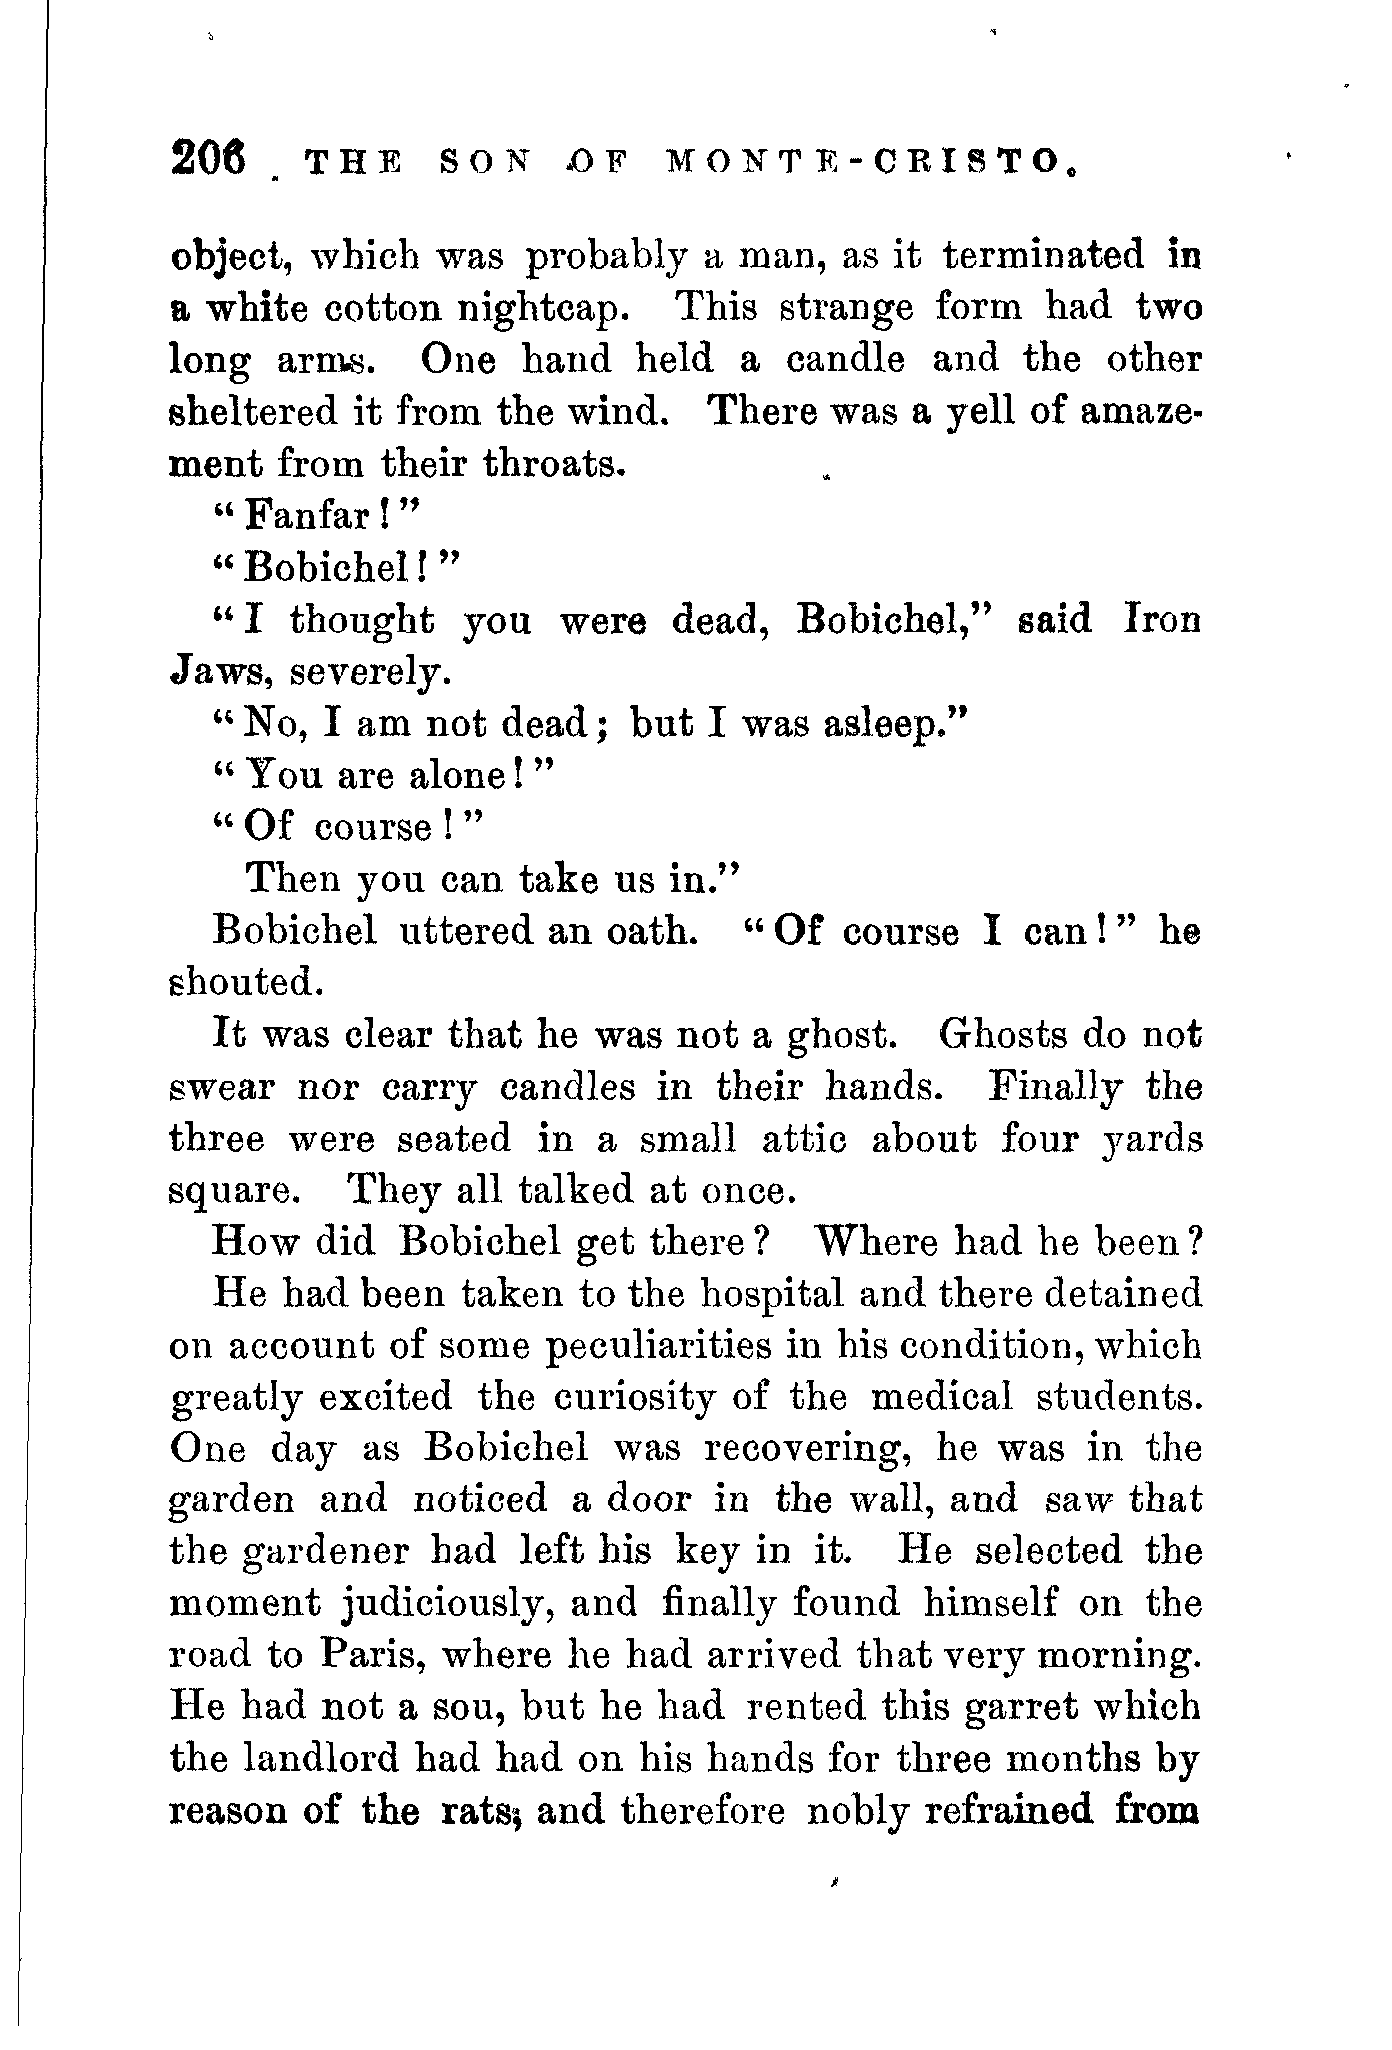 206 THE SON OF MONTE-CRISTO.
object, which was probably a man, as it terminated in
a white cotton nightcap. This strange form had two
long arms. One hand held a candle and the other
sheltered it from the wind. There was a yell of amaze-
ment from their throats.
"Fanfar!"
"Bobichel!"
"I thought you were dead, Bobichel," said Iron
Jaws, severely.
"No, I am not dead; but I was asleep."
"You are alone!"
"Of course!"
Then you can take us in."
Bobichel uttered an oath. "Of course I can!" he
shouted.
It was clear that he was not a ghost. Ghosts do not
swear nor carry candles in their hands. Finally the
three were seated in a small attic about four yards
square. They all talked at once.
How did Bobichel get there? Where had he been?
He had been taken to the hospital and there detained
on account of some peculiarities in his condition, which
greatly excited the curiosity of the medical students.
One day as Bobichel was recovering, he was in the
garden and noticed a door in the wall, and saw that
the gardener had left his key in it. He selected the
moment judiciously, and finally found himself on the
road to Paris, where he had arrived that very morning.
He had not a sou, but he had rented this garret which
the landlord had had on his hands for three months by
reason of the rats; and therefore nobly refrained from